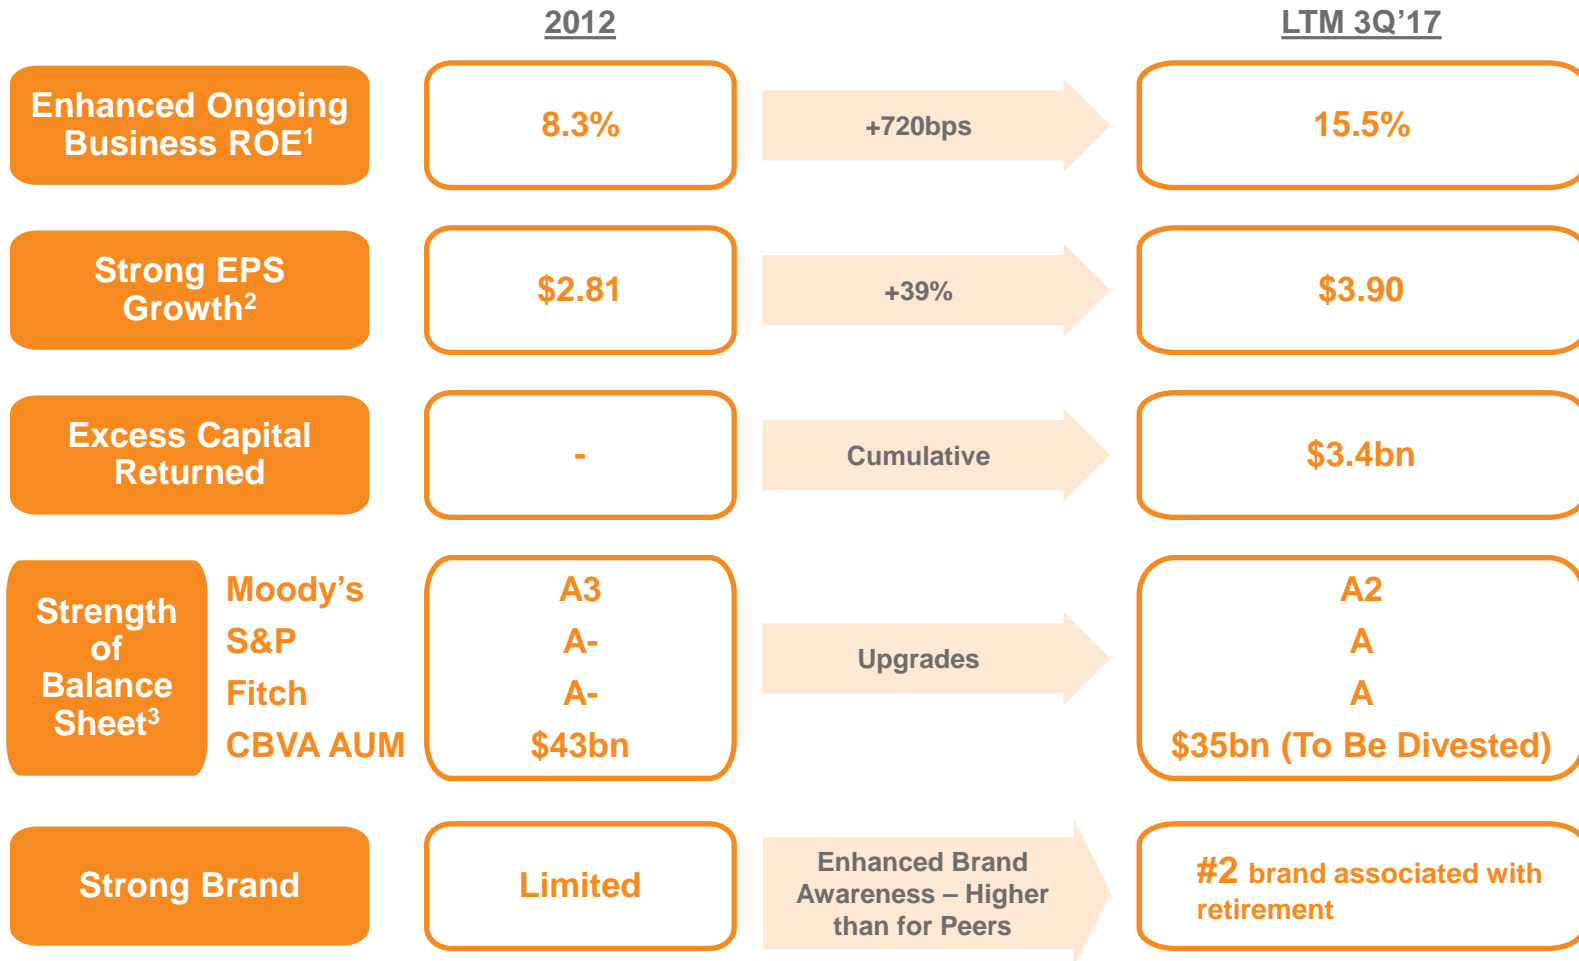 2012
LTM 3Q’17
Enhanced Ongoing
Business ROE1
8.3%
+720bps
15.5%
Strong EPS
Growth2
$2.81
+39%
$3.90
Excess Capital
Returned
-
Cumulative
$3.4bn
Strength
of
Balance
Sheet3
Moody’s
S&P
Fitch
CBVA AUM
A3
A-
A-
$43bn
Upgrades
A2
A
A
$35bn (To Be Divested)
Strong Brand
Limited
Enhanced Brand
Awareness – Higher
than for Peers
#2 brand associated with
retirement